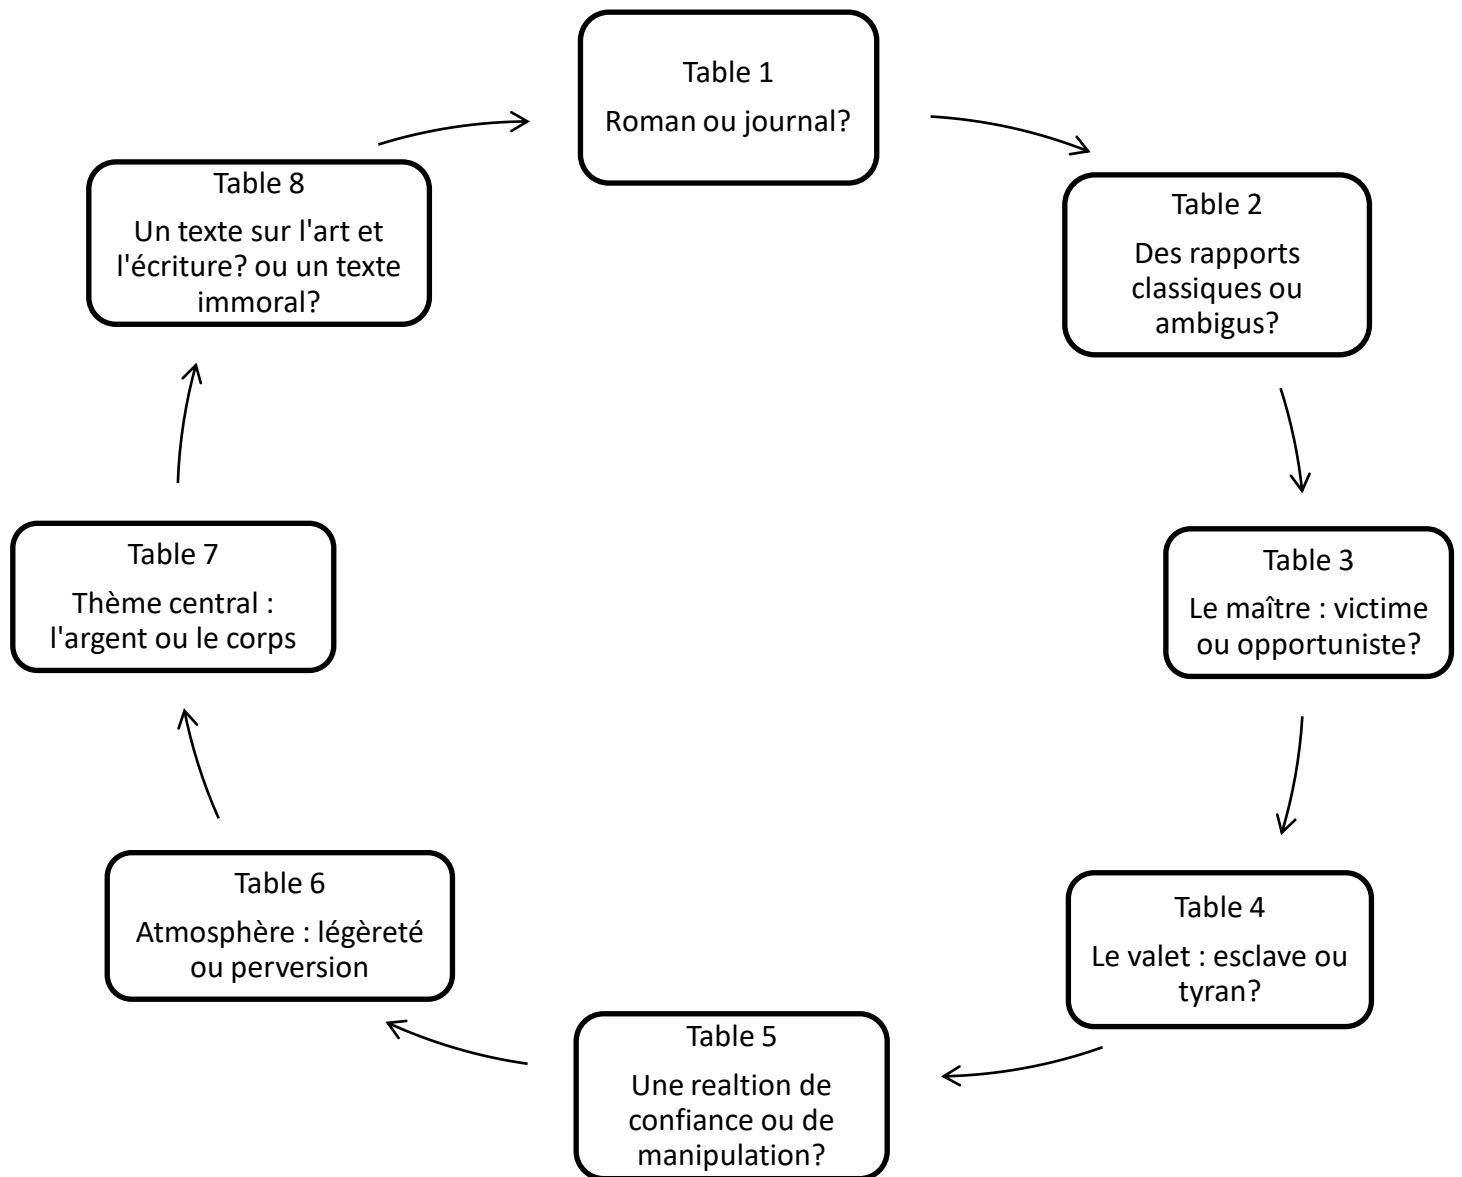 Table 1
Roman ou journal?
Table 2
Des rapports
classiques ou
ambigus?
Table 3
Le maître : victime
ou opportuniste?
Table 4
Le valet : esclave ou
tyran?
Table 5
Une realtion de
confiance ou de
manipulation?
Table 6
Atmosphère : légèreté
ou perversion
Table 7
Thème central :
l'argent ou le corps
Table 8
Un texte sur l'art et
l'écriture? ou un texte
immoral?